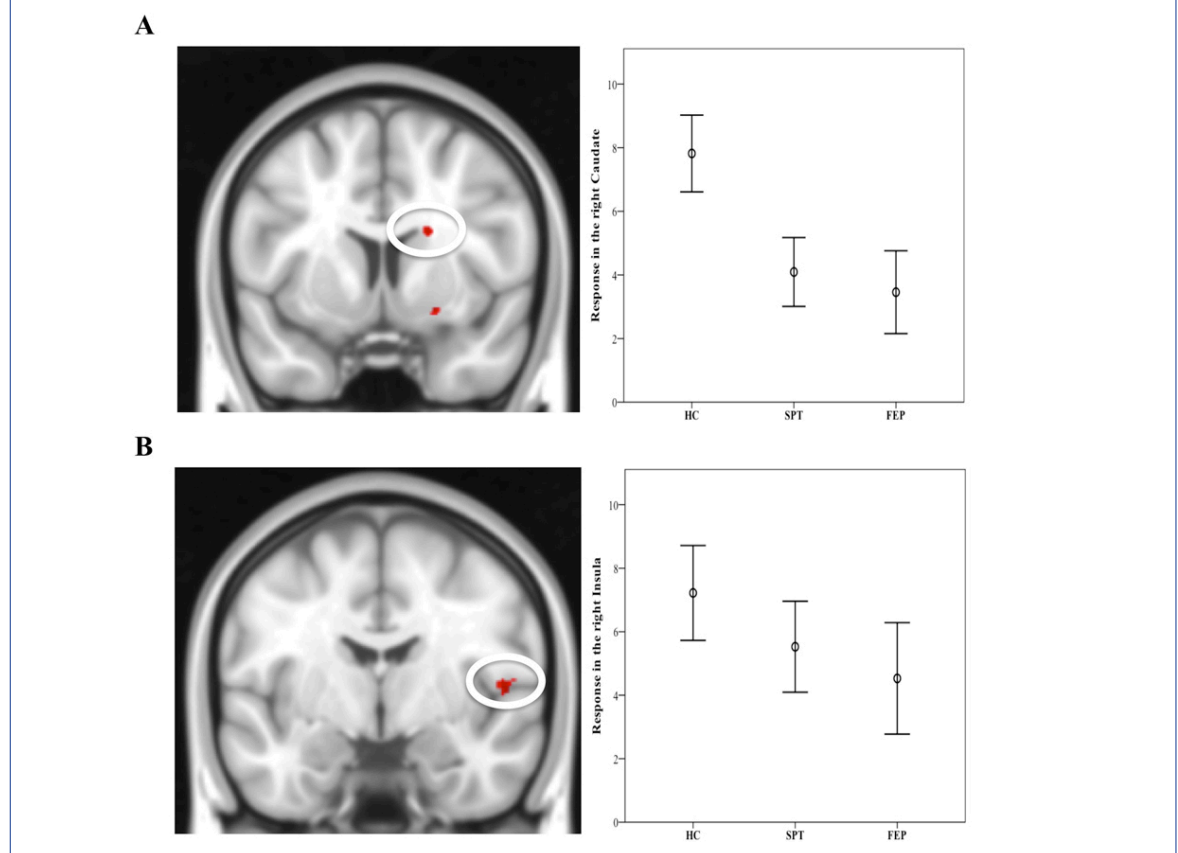 A
Response in the right Caudate
10
8
6
4
2
0
HC SPT FEP
B
Response in the right Insula
10
8
6
4
2
0
HC SPT FEP